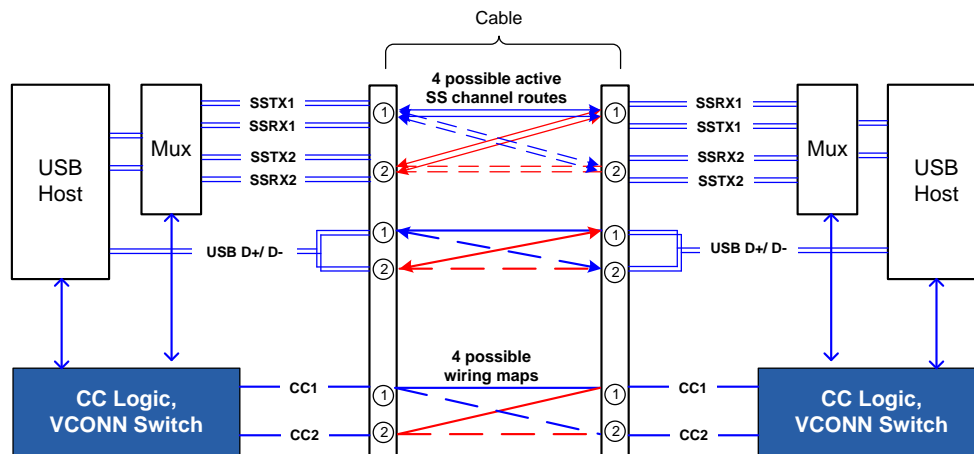 Cable
4 possible active
SS channel routes
USB
Host
Mux
SSTX1
SSRX1
SSTX2
SSRX2
USB D+/ D-
1
2
1
2
1
2
1
2
1
2
1
2
SSRX1
SSTX1
SSRX2
SSTX2
USB D+/ D-
Mux
USB
Host
4 possible
wiring maps
CC Logic,
VCONN Switch
CC1
CC2
CC1
CC2
CC Logic,
VCONN Switch